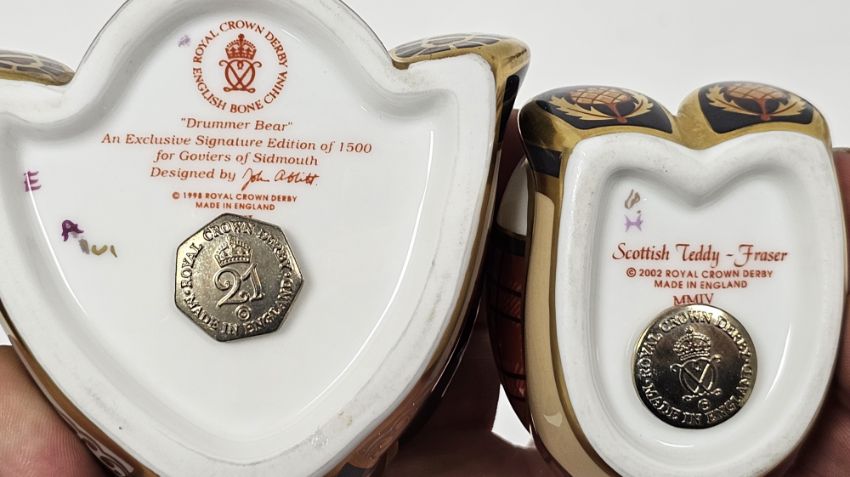 ROYAL CROWN DERBY
ENGLISH BONE CHINA
"Drummer Bear"
An Exclusive Signature Edition of 1500
for Goviers of Sidmouth
Designed by John Ablitt
© 1998 ROYAL CROWN DERBY
MADE IN ENGLAND
E
A
ROYAL CROWN DERBY
21
©
MADE IN ENGLAND
Scottish Teddy - Fraser
© 2002 ROYAL CROWN DERBY
MADE IN ENGLAND
MMIV
ROYAL CROWN DERBY
©
MADE IN ENGLAND